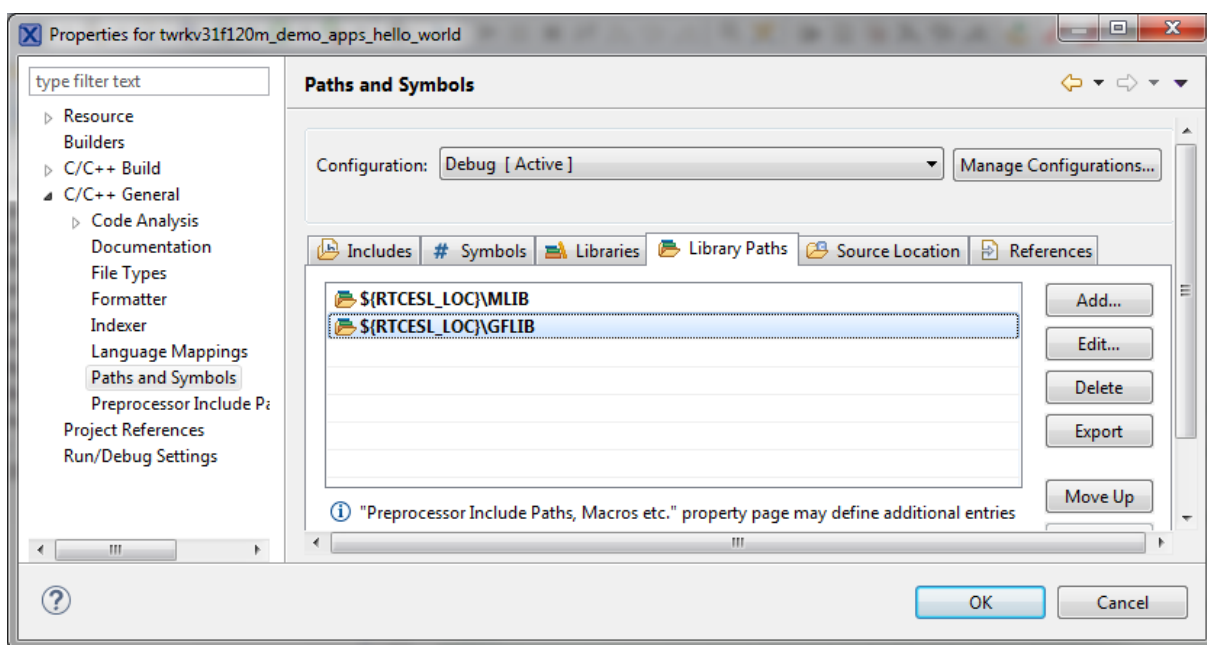 Properties for twrkv31f120m_demo_apps_hello_world
type filter text
Resource
Builders
C/C++ Build
C/C++ General
Code Analysis
Documentation
File Types
Formatter
Indexer
Language Mappings
Paths and Symbols
Preprocessor Include Pa
Project References
Run/Debug Settings
Paths and Symbols
Configuration: Debug [ Active ] Manage Configurations...
Includes # Symbols Libraries Library Paths Source Location References
${RTCESL_LOC}\MLIB
${RTCESL_LOC}\GFLIB
Add...
Edit...
Delete
Export
Move Up
"Preprocessor Include Paths, Macros etc." property page may define additional entries
OK Cancel